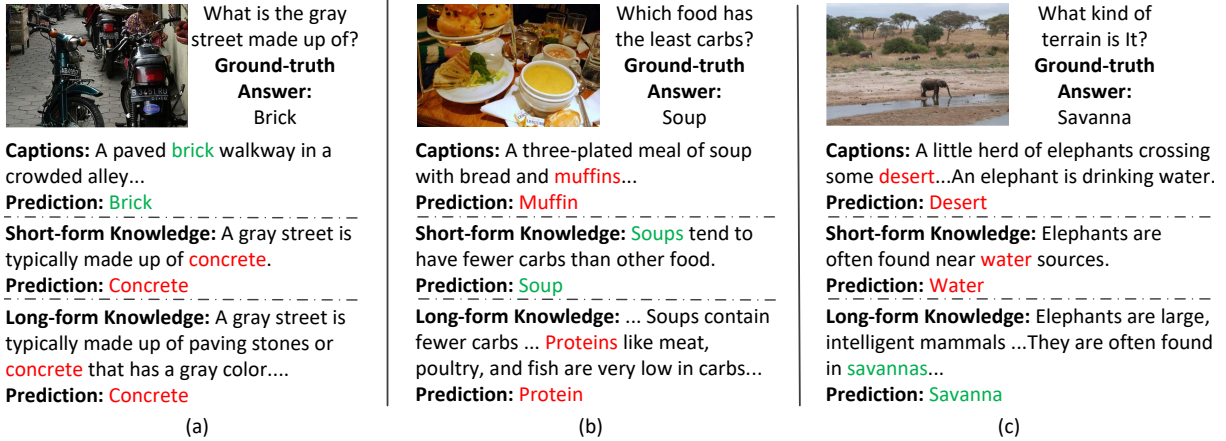 What is the gray
street made up of?
Ground-truth
Answer:
Brick
Captions: A paved brick walkway in a
crowded alley...
Prediction: Brick
Short-form Knowledge: A gray street is
typically made up of concrete.
Prediction: Concrete
Long-form Knowledge: A gray street is
typically made up of paving stones or
concrete that has a gray color....
Prediction: Concrete
(a)
Which food has
the least carbs?
Ground-truth
Answer:
Soup
Captions: A three-plated meal of soup
with bread and muffins...
Prediction: Muffin
Short-form Knowledge: Soups tend to
have fewer carbs than other food.
Prediction: Soup
Long-form Knowledge: ... Soups contain
fewer carbs ... Proteins like meat,
poultry, and fish are very low in carbs...
Prediction: Protein
(b)
What kind of
terrain is It?
Ground-truth
Answer:
Savanna
Captions: A little herd of elephants crossing
some desert...An elephant is drinking water.
Prediction: Desert
Short-form Knowledge: Elephants are
often found near water sources.
Prediction: Water
Long-form Knowledge: Elephants are large,
intelligent mammals ...They are often found
in savannas...
Prediction: Savanna
(c)